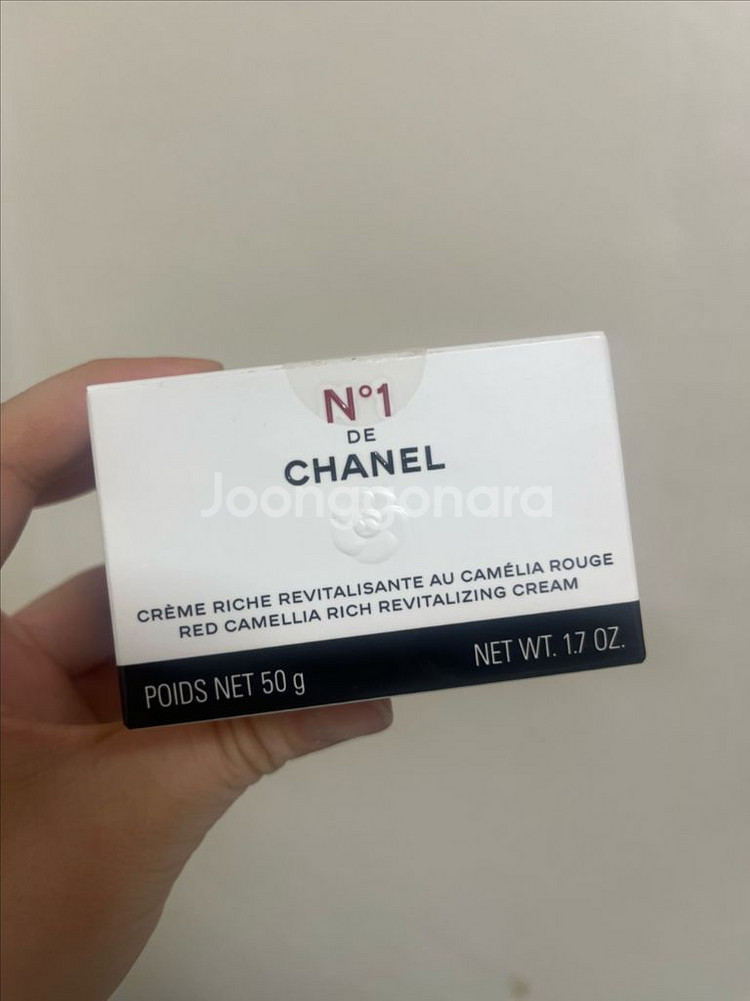 N°1
DE
CHANEL
Joonggonara
CRÈME RICHE REVITALISANTE AU CAMÉLIA ROUGE
RED CAMELLIA RICH REVITALIZING CREAM
POIDS NET 50 g
NET WT. 1.7 OZ.